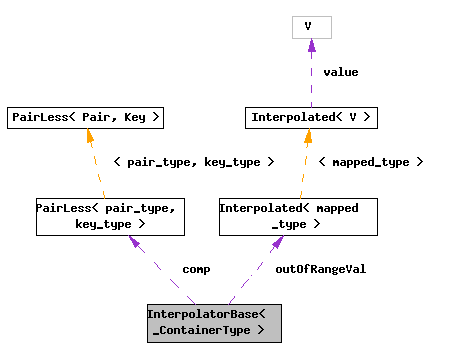 V
value
PairLess< Pair, Key >
Interpolated< V >
< pair_type, key_type >
< mapped_type >
PairLess< pair_type,
key_type >
Interpolated< mapped
_type >
comp
outOfRangeVal
InterpolatorBase<
_ContainerType >